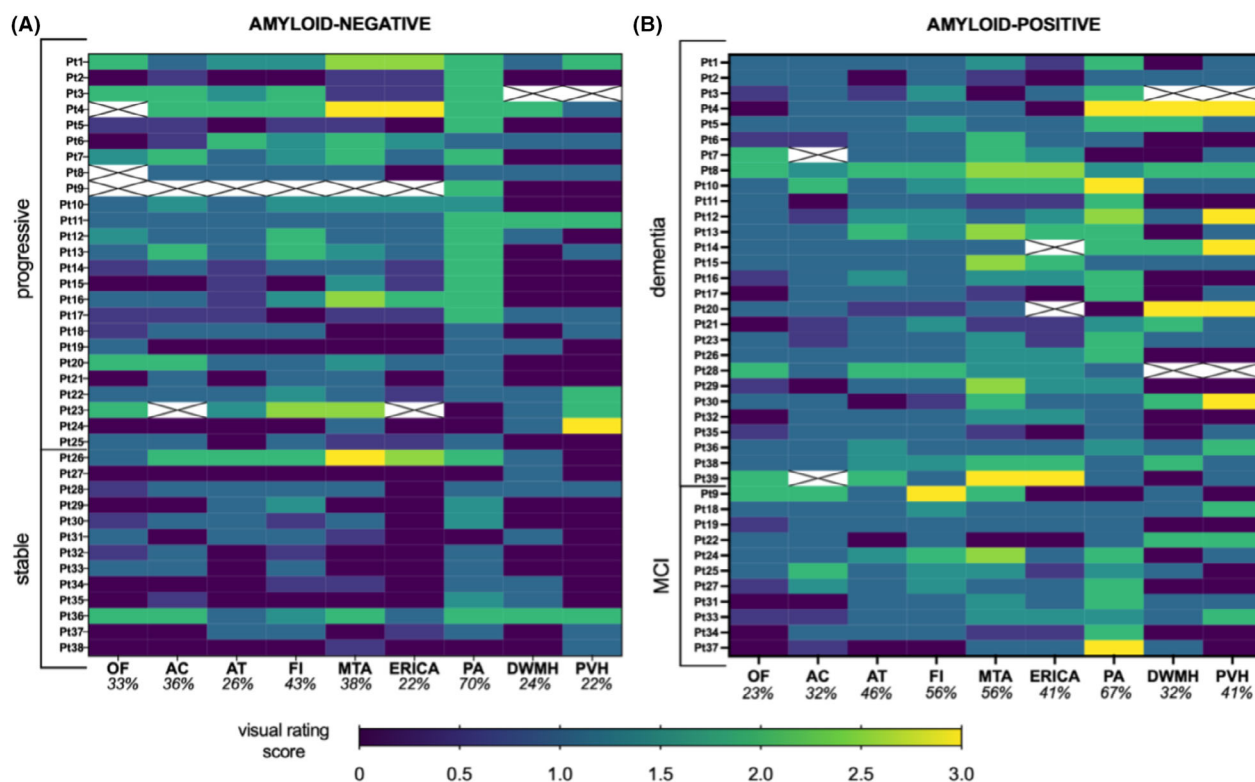 (A)
AMYLOID-NEGATIVE
progressive
stable
Pt1
Pt2
Pt3
Pt4
Pt5
Pt6
Pt7
Pt8
Pt9
Pt10
Pt11
Pt12
Pt13
Pt14
Pt15
Pt16
Pt17
Pt18
Pt19
Pt20
Pt21
Pt22
Pt23
Pt24
Pt25
Pt26
Pt27
Pt28
Pt29
Pt30
Pt31
Pt32
Pt33
Pt34
Pt35
Pt36
Pt37
Pt38
OF AC AT FI MTA ERICA PA DWMH PVH
33% 36% 26% 43% 38% 22% 70% 24% 22%
(B)
AMYLOID-POSITIVE
dementia
MCI
Pt1
Pt2
Pt3
Pt4
Pt5
Pt6
Pt7
Pt8
Pt10
Pt11
Pt12
Pt13
Pt14
Pt15
Pt16
Pt17
Pt20
Pt21
Pt23
Pt26
Pt28
Pt29
Pt30
Pt32
Pt35
Pt36
Pt38
Pt39
Pt9
Pt18
Pt19
Pt22
Pt24
Pt25
Pt27
Pt31
Pt33
Pt34
Pt37
OF AC AT FI MTA ERICA PA DWMH PVH
23% 32% 46% 56% 56% 41% 67% 32% 41%
visual rating
score
0 0.5 1.0 1.5 2.0 2.5 3.0